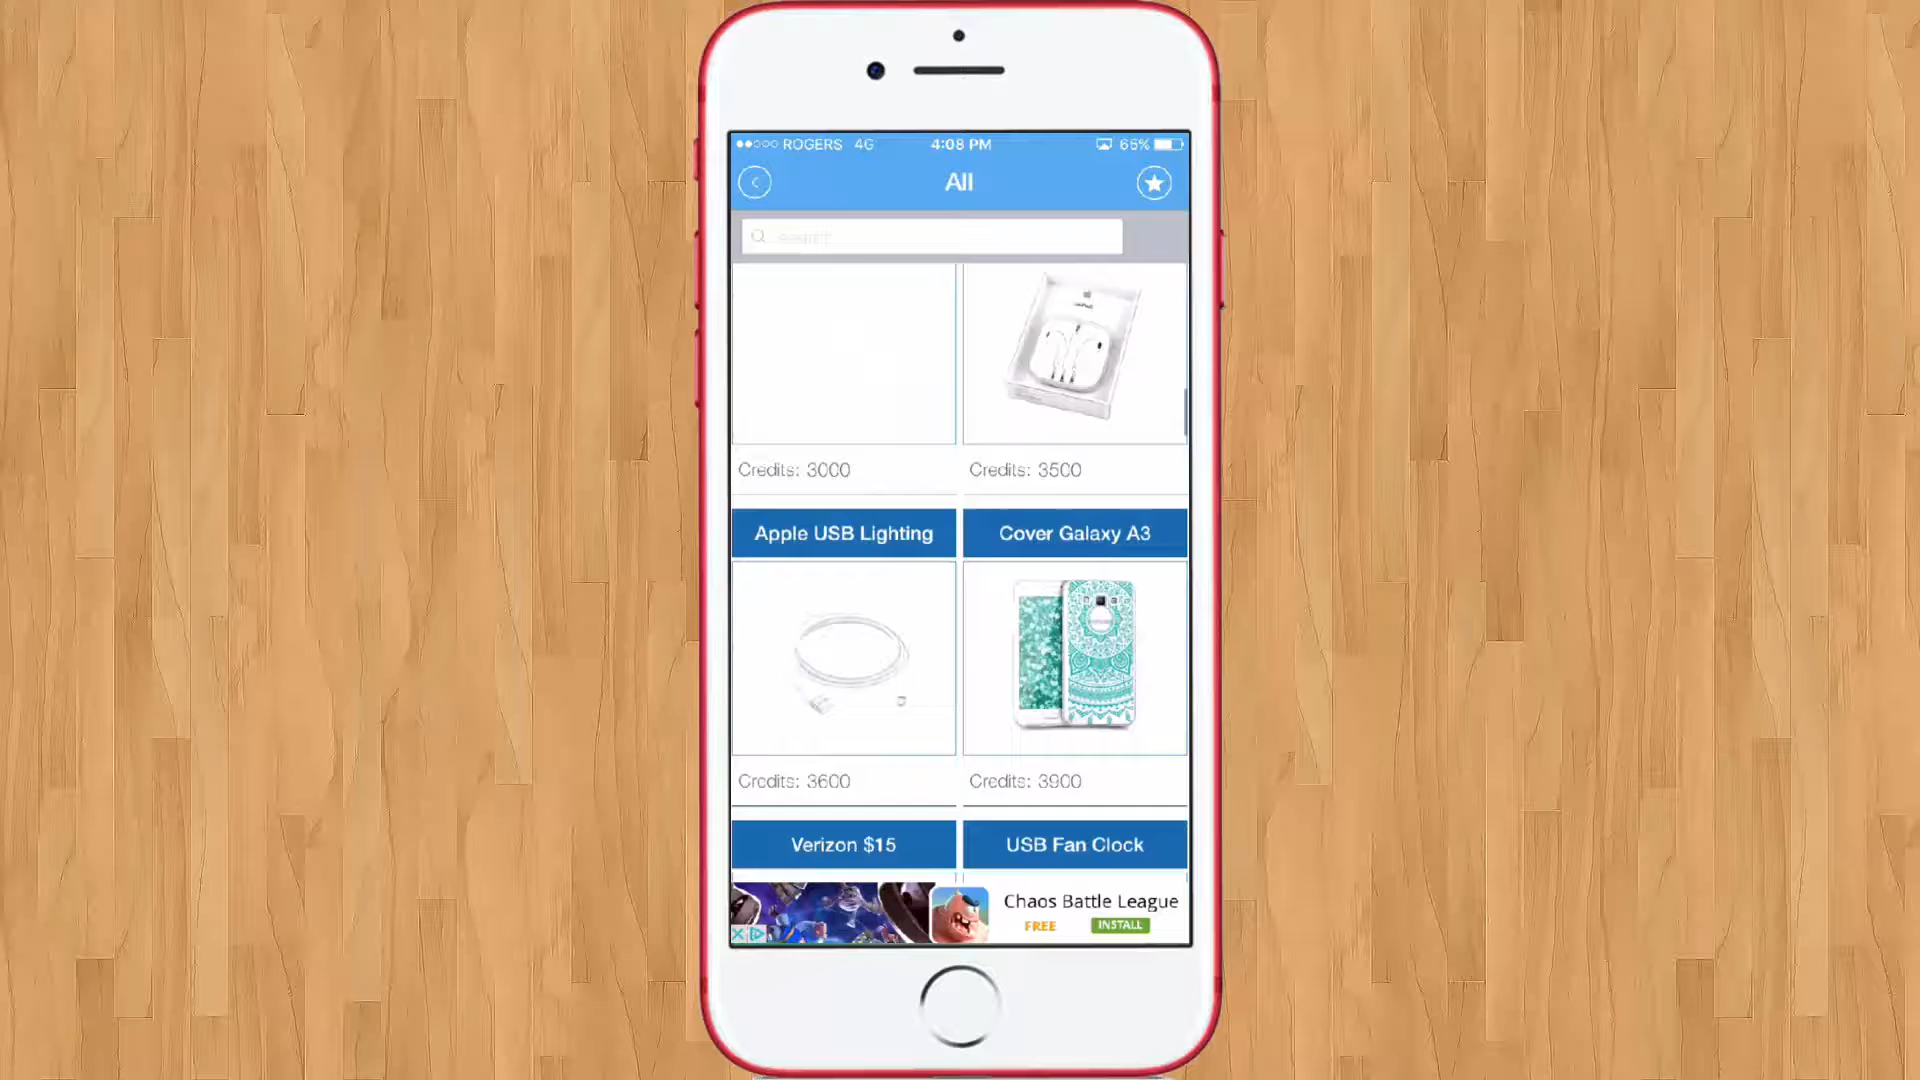 ROGERS 4G 4:08 PM 65%
All
Credits: 3000
Credits: 3500
Apple USB Lighting
Cover Galaxy A3
Credits: 3600
Credits: 3900
Verizon $15
USB Fan Clock
Chaos Battle League
FREE
INSTALL